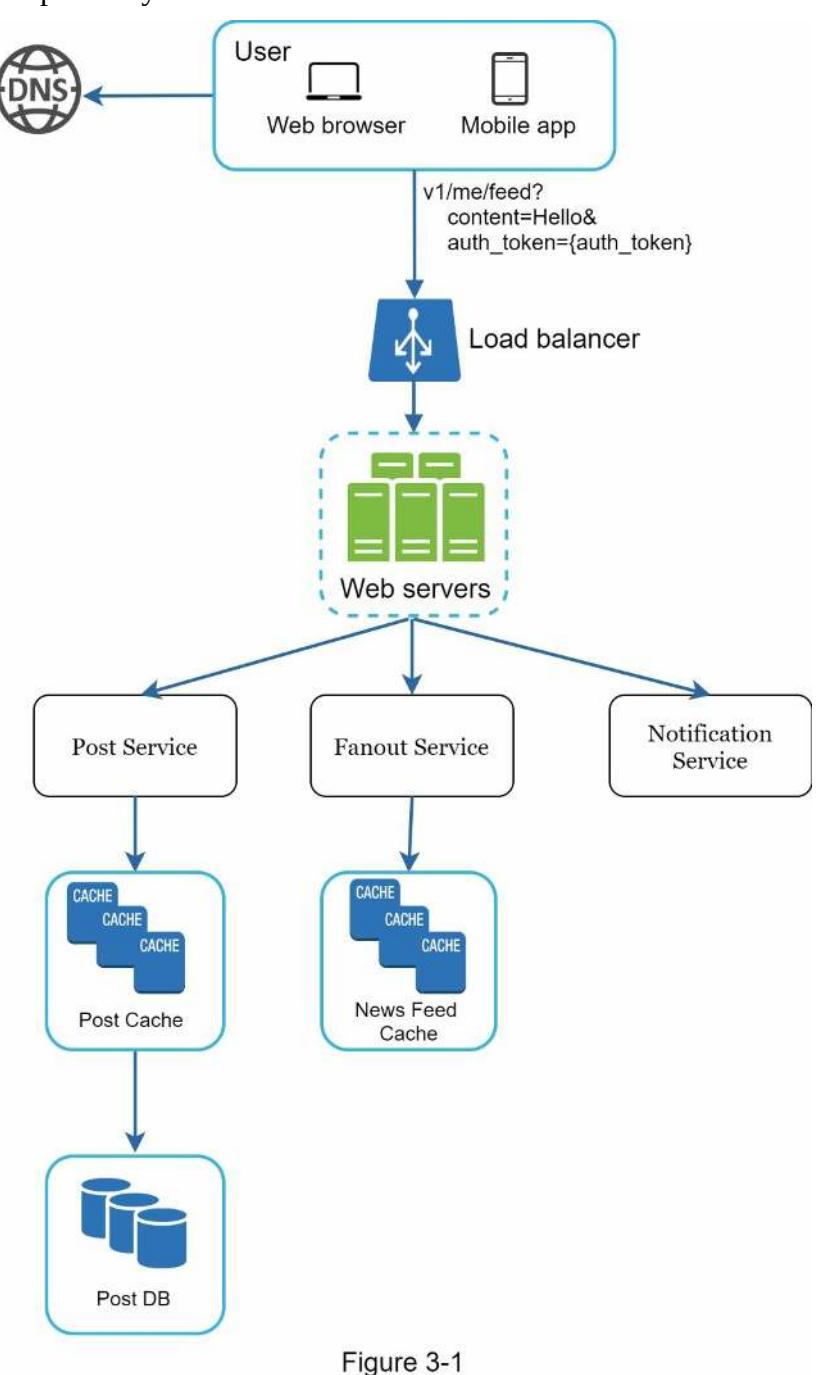 User
DNS
Web browser
Mobile app
v1/me/feed?
content=Hello&
auth_token={auth_token}
Load balancer
Web servers
Post Service
Fanout Service
Notification
Service
CACHE
CACHE
CACHE
Post Cache
CACHE
CACHE
CACHE
News Feed
Cache
Post DB
Figure 3-1